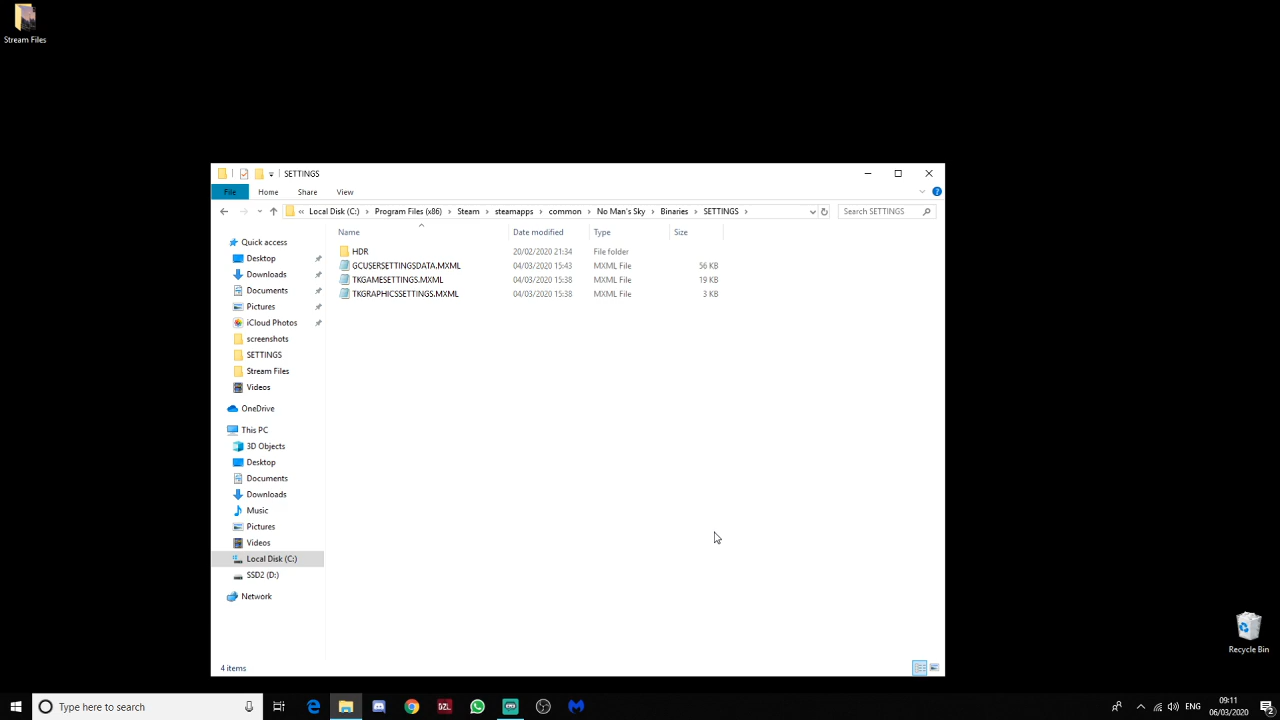 Stream Files
SETTINGS
File Home Share View
« Local Disk (C:) > Program Files (x86) > Steam > steamapps > common > No Man's Sky > Binaries > SETTINGS >
Search SETTINGS
Name Date modified Type Size
HDR 20/02/2020 21:34 File folder
GCUSERSETTINGSDATA.MXML 04/03/2020 15:43 MXML File 56 KB
TKGAMESETTINGS.MXML 04/03/2020 15:38 MXML File 19 KB
TKGRAPHICSSETTINGS.MXML 04/03/2020 15:38 MXML File 3 KB
Quick access
Desktop
Downloads
Documents
Pictures
iCloud Photos
screenshots
SETTINGS
Stream Files
Videos
OneDrive
This PC
3D Objects
Desktop
Documents
Downloads
Music
Pictures
Videos
Local Disk (C:)
SSD2 (D:)
Network
4 items
Recycle Bin
Type here to search
DZL
ENG
09:11
06/03/2020
2